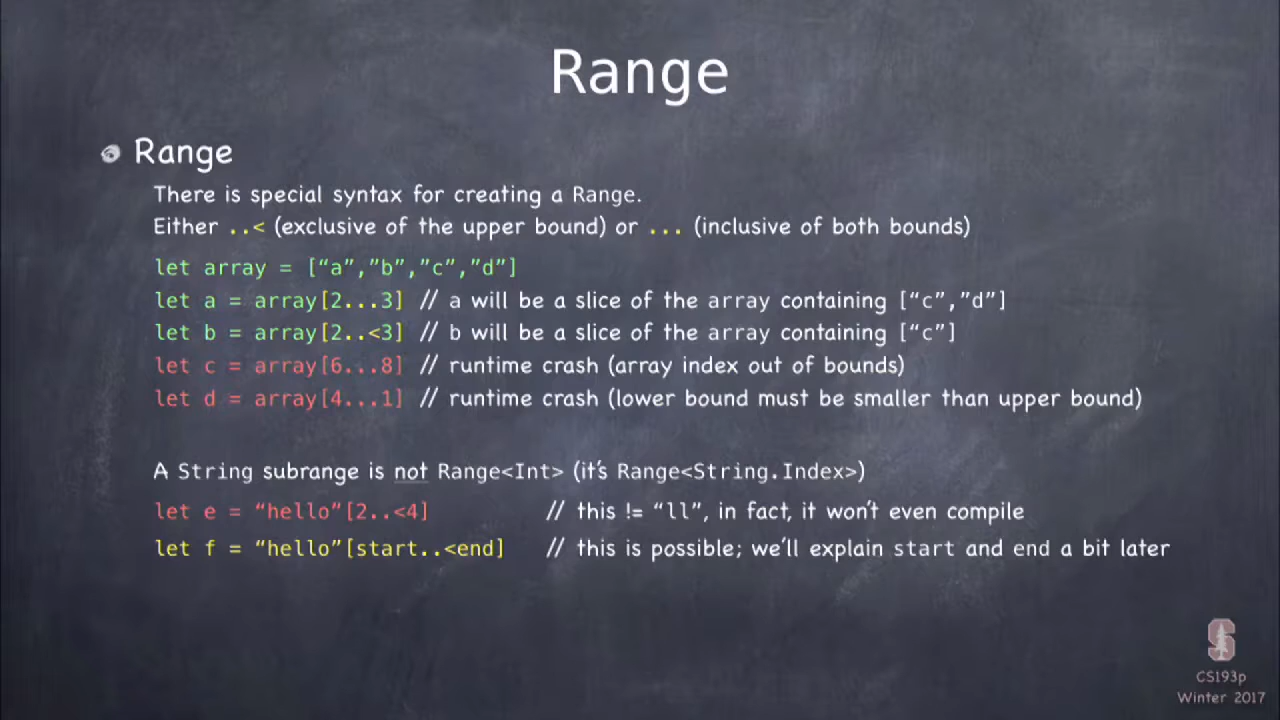 Range
Range
There is special syntax for creating a Range.
Either ..< (exclusive of the upper bound) or ... (inclusive of both bounds)
let array = [“a”,”b”,”c”,”d”]
let a = array[2...3] // a will be a slice of the array containing [“c”,”d”]
let b = array[2..<3] // b will be a slice of the array containing [“c”]
let c = array[6...8] // runtime crash (array index out of bounds)
let d = array[4...1] // runtime crash (lower bound must be smaller than upper bound)
A String subrange is not Range<Int> (it’s Range<String.Index>)
let e = “hello”[2..<4] // this != “ll”, in fact, it won’t even compile
let f = “hello”[start..<end] // this is possible; we’ll explain start and end a bit later
S
CS193p
Winter 2017